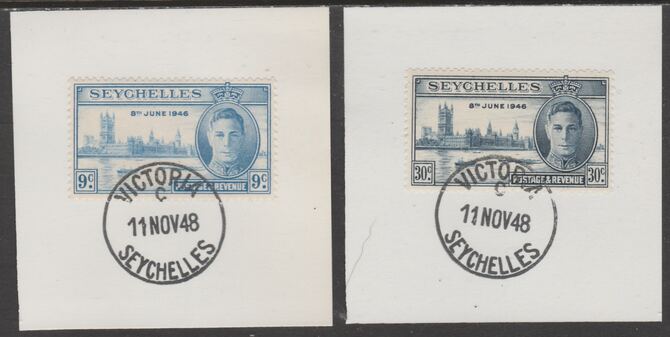 SEYCHELLES
8TH JUNE 1946
9c
POSTAGE & REVENUE
9c
VICTORIA
C
11 NOV 48
SEYCHELLES
SEYCHELLES
8TH JUNE 1946
30c
POSTAGE & REVENUE
30c
VICTORIA
C
11 NOV 48
SEYCHELLES